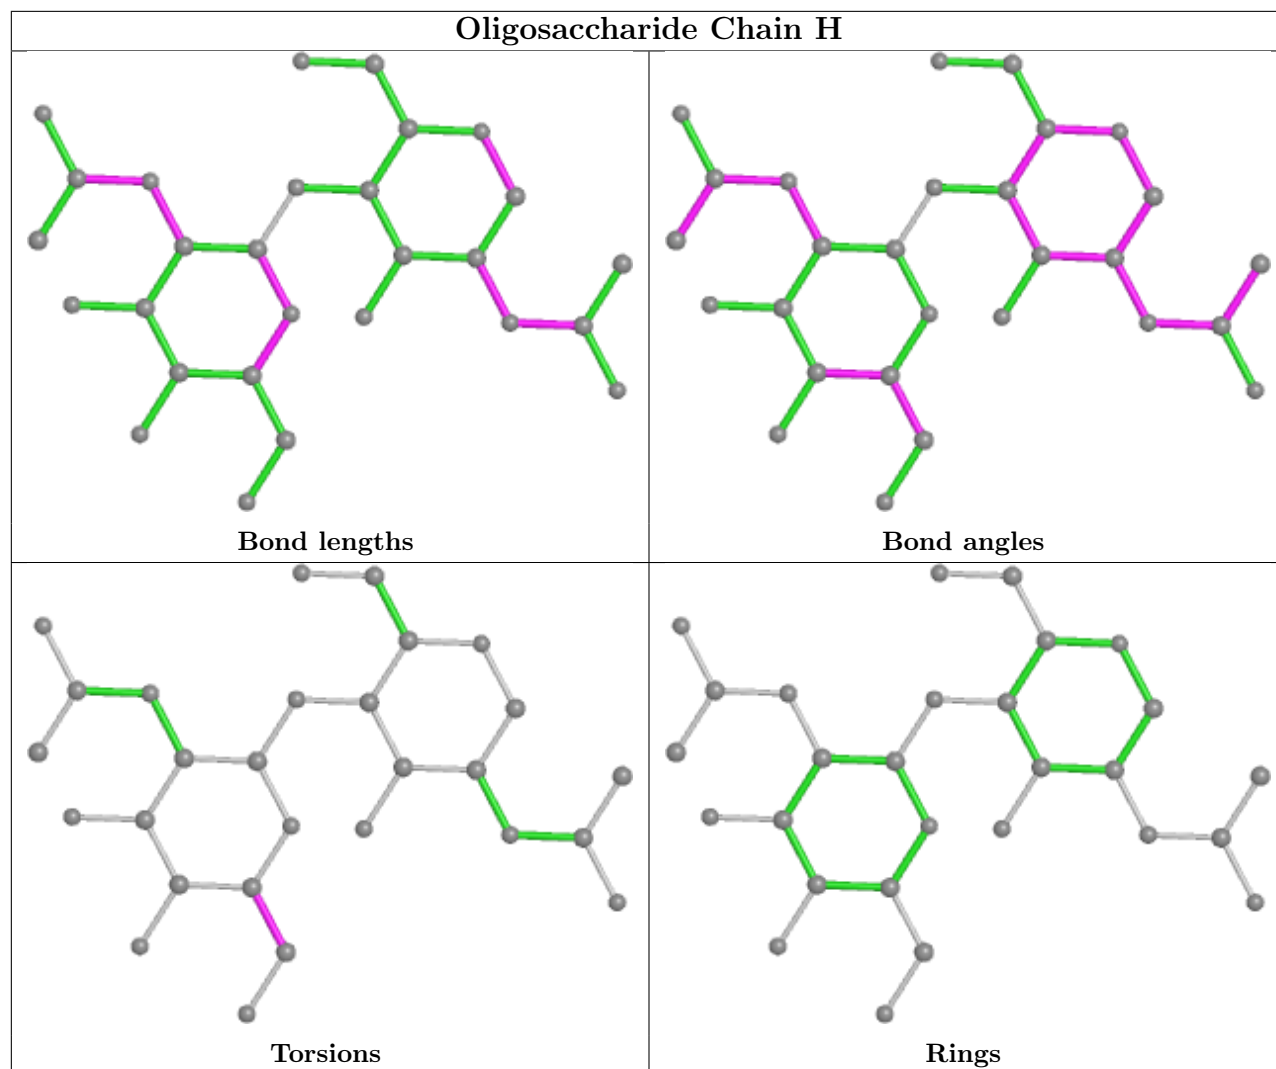 Oligosaccharide Chain H
Bond lengths
Bond angles
Torsions
Rings